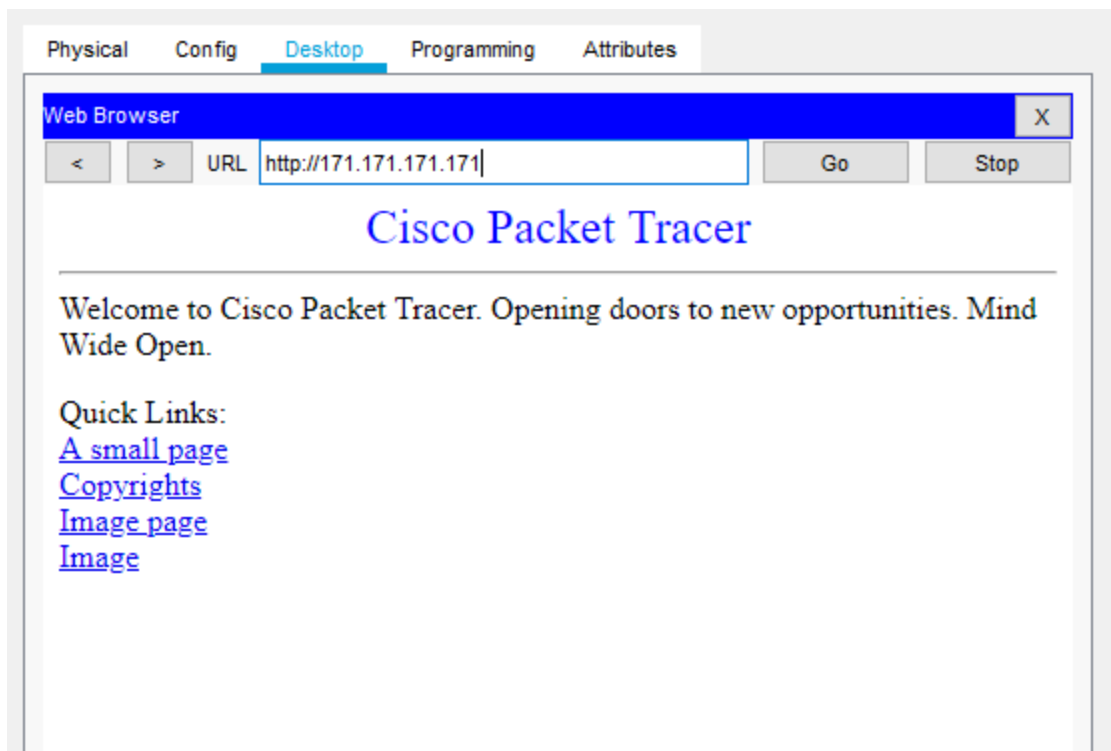 Physical Config Desktop Programming Attributes
Web Browser X
< > URL http://171.171.171.171 Go Stop
Cisco Packet Tracer
Welcome to Cisco Packet Tracer. Opening doors to new opportunities. Mind
Wide Open.
Quick Links:
A small page
Copyrights
Image page
Image